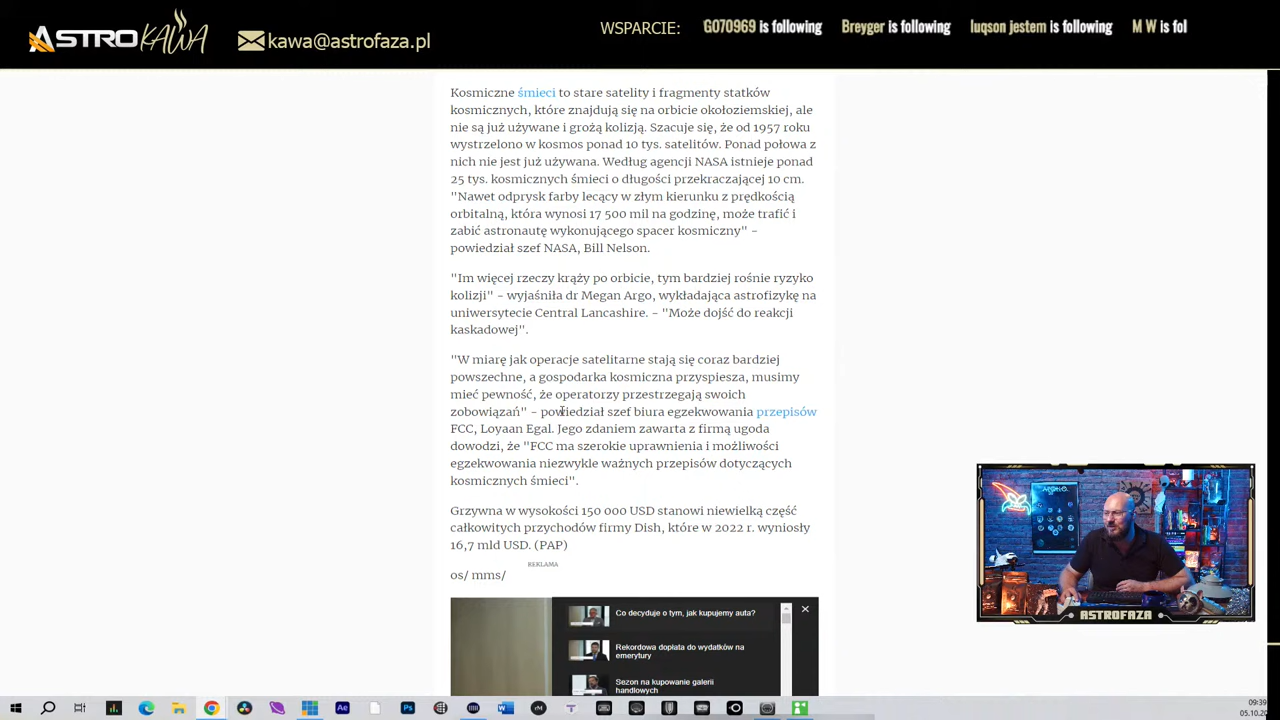 ASTROKAWA
kawa@astrofaza.pl
WSPARCIE:
G070969 is following
Breyger is following
luqson jestem is following
M W is fol
Kosmiczne śmieci to stare satelity i fragmenty statków
kosmicznych, które znajdują się na orbicie okołoziemskiej, ale
nie są już używane i grożą kolizją. Szacuje się, że od 1957 roku
wystrzelono w kosmos ponad 10 tys. satelitów. Ponad połowa z
nich nie jest już używana. Według agencji NASA istnieje ponad
25 tys. kosmicznych śmieci o długości przekraczającej 10 cm.
"Nawet odprysk farby lecący w złym kierunku z prędkością
orbitalną, która wynosi 17 500 mil na godzinę, może trafić i
zabić astronautę wykonującego spacer kosmiczny" -
powiedział szef NASA, Bill Nelson.
"Im więcej rzeczy krąży po orbicie, tym bardziej rośnie ryzyko
kolizji" - wyjaśniła dr Megan Argo, wykładająca astrofizykę na
uniwersytecie Central Lancashire. - "Może dojść do reakcji
kaskadowej".
"W miarę jak operacje satelitarne stają się coraz bardziej
powszechne, a gospodarka kosmiczna przyspiesza, musimy
mieć pewność, że operatorzy przestrzegają swoich
zobowiązań" - powiedział szef biura egzekwowania przepisów
FCC, Loyaan Egal. Jego zdaniem zawarta z firmą ugoda
dowodzi, że "FCC ma szerokie uprawnienia i możliwości
egzekwowania niezwykle ważnych przepisów dotyczących
kosmicznych śmieci".
Grzywna w wysokości 150 000 USD stanowi niewielką część
całkowitych przychodów firmy Dish, które w 2022 r. wyniosły
16,7 mld USD. (PAP)
REKLAMA
os/ mms/
Co decyduje o tym, jak kupujemy auta?
Rekordowa dopłata do wydatków na
emerytury
Sezon na kupowanie galerii
handlowych
ASTROFAZA
09:39
05.10.20